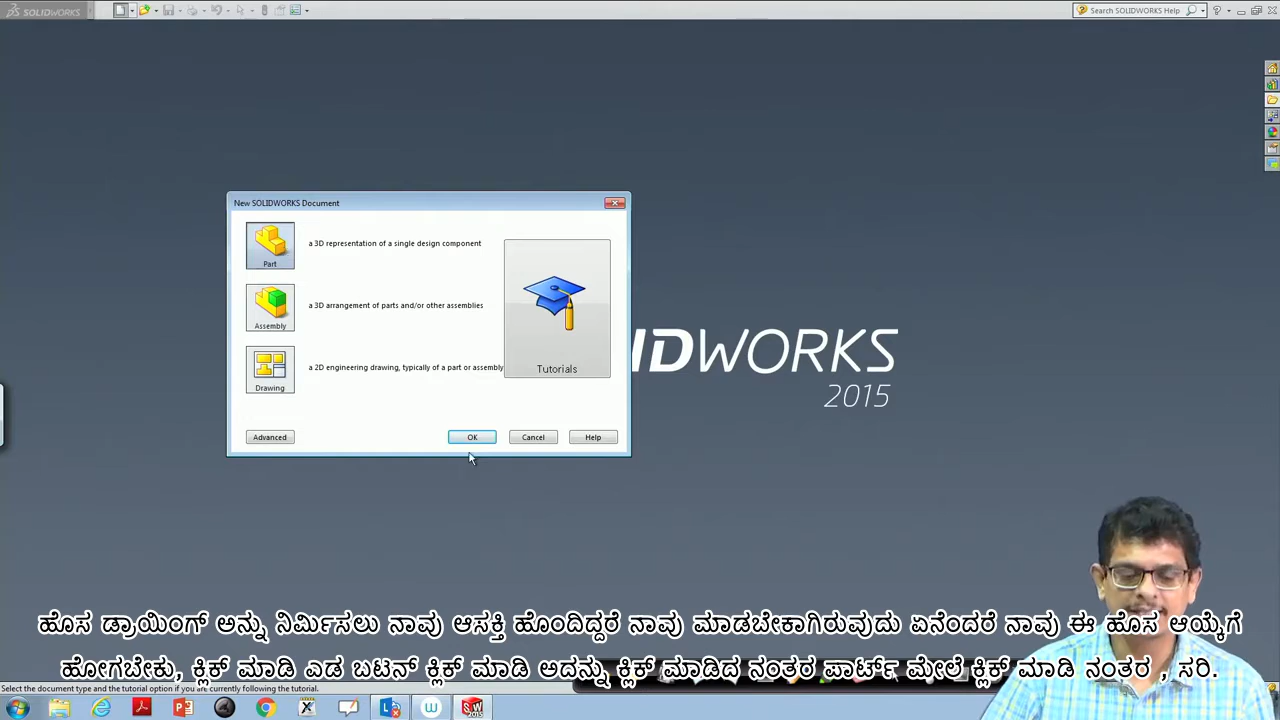 SOLIDWORKS
Search SOLIDWORKS Help
New SOLIDWORKS Document
Part
a 3D representation of a single design component
Assembly
a 3D arrangement of parts and/or other assemblies
Drawing
a 2D engineering drawing, typically of a part or assembly
Tutorials
Advanced
OK
Cancel
Help
IDWORKS
2015
ಹೊಸ ಡ್ರಾಯಿಂಗ್ ಅನ್ನು ನಿರ್ಮಿಸಲು ನಾವು ಆಸಕ್ತಿ ಹೊಂದಿದ್ದರೆ ನಾವು ಮಾಡಬೇಕಾಗಿರುವುದು ಏನೆಂದರೆ ನಾವು ಈ ಹೊಸ ಆಯ್ಕೆಗೆ
ಹೋಗಬೇಕು, ಕ್ಲಿಕ್ ಮಾಡಿ ಎಡ ಬಟನ್ ಕ್ಲಿಕ್ ಮಾಡಿ ಅದನ್ನು ಕ್ಲಿಕ್ ಮಾಡಿದ ನಂತರ ಪಾರ್ಟ್ ಮೇಲೆ ಕ್ಲಿಕ್ ಮಾಡಿ ನಂತರ , ಸರಿ.
Select the document type and the tutorial option if you are currently following the tutorial.